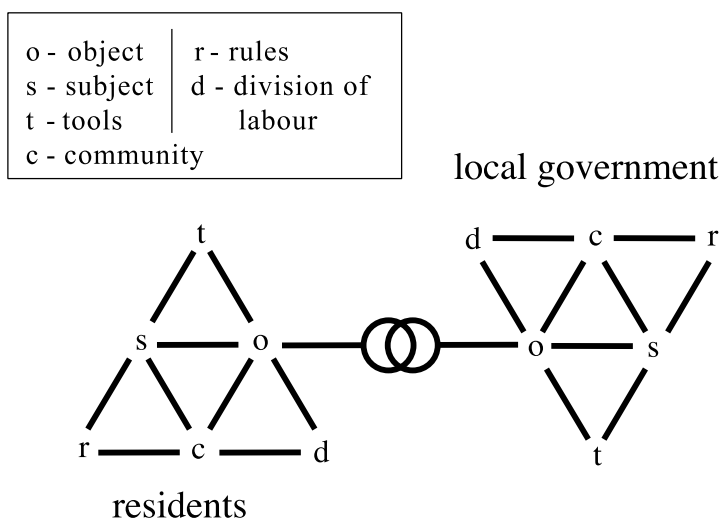 o - object r - rules
s - subject d - division of
t - tools labour
c - community
local government
t
d c r
s o
o s
r c d
t
residents